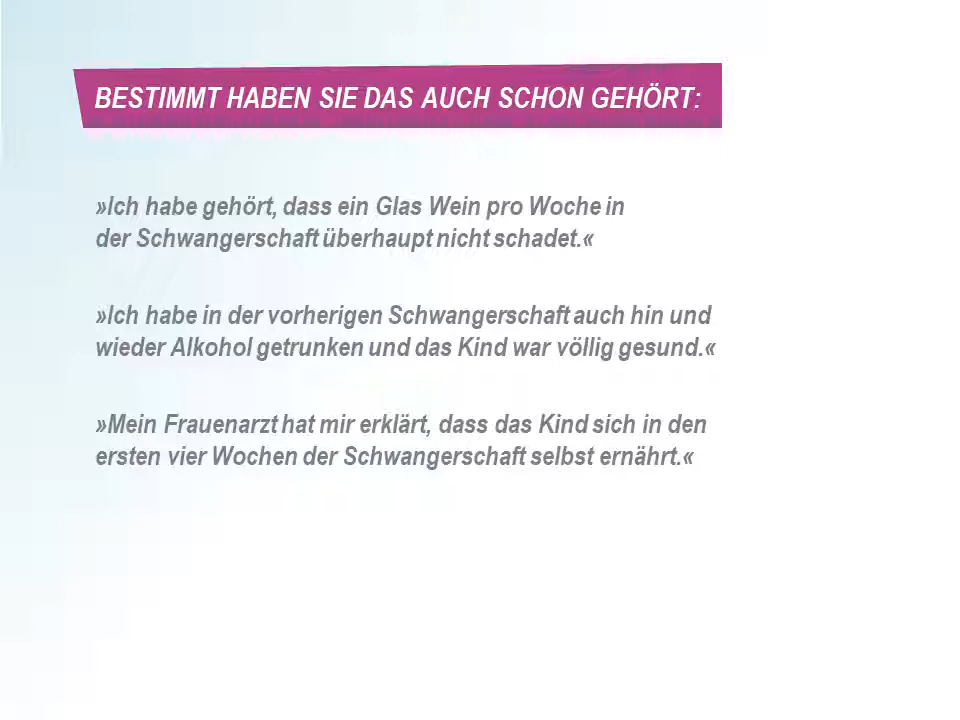 BESTIMMT HABEN SIE DAS AUCH SCHON GEHÖRT:
»Ich habe gehört, dass ein Glas Wein pro Woche in
der Schwangerschaft überhaupt nicht schadet.«
»Ich habe in der vorherigen Schwangerschaft auch hin und
wieder Alkohol getrunken und das Kind war völlig gesund.«
»Mein Frauenarzt hat mir erklärt, dass das Kind sich in den
ersten vier Wochen der Schwangerschaft selbst ernährt.«